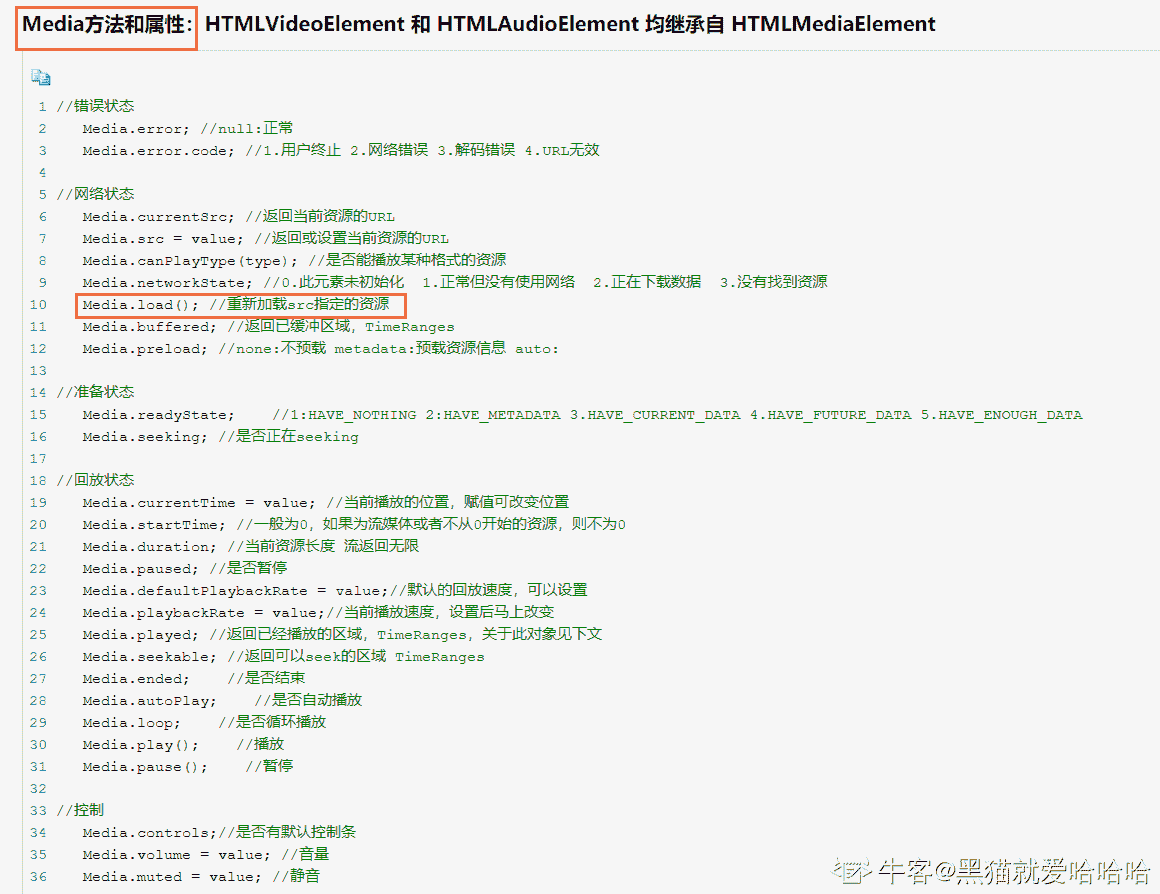 Media方法和属性: HTMLVideoElement 和 HTMLAudioElement 均继承自 HTMLMediaElement
1 //错误状态
2 Media.error; //null:正常
3 Media.error.code; //1.用户终止 2.网络错误 3.解码错误 4.URL无效
4
5 //网络状态
6 Media.currentSrc; //返回当前资源的URL
7 Media.src = value; //返回或设置当前资源的URL
8 Media.canPlayType(type); //是否能播放某种格式的资源
9 Media.networkState; //0.此元素未初始化 1.正常但没有使用网络 2.正在下载数据 3.没有找到资源
10 Media.load(); //重新加载src指定的资源
11 Media.buffered; //返回已缓冲区域，TimeRanges
12 Media.preload; //none:不预载 metadata:预载资源信息 auto:
13
14 //准备状态
15 Media.readyState; //1:HAVE_NOTHING 2:HAVE_METADATA 3.HAVE_CURRENT_DATA 4.HAVE_FUTURE_DATA 5.HAVE_ENOUGH_DATA
16 Media.seeking; //是否正在seeking
17
18 //回放状态
19 Media.currentTime = value; //当前播放的位置，赋值可改变位置
20 Media.startTime; //一般为0，如果为流媒体或者不从0开始的资源，则不为0
21 Media.duration; //当前资源长度 流返回无限
22 Media.paused; //是否暂停
23 Media.defaultPlaybackRate = value;//默认的回放速度，可以设置
24 Media.playbackRate = value;//当前播放速度，设置后马上改变
25 Media.played; //返回已经播放的区域，TimeRanges，关于此对象见下文
26 Media.seekable; //返回可以seek的区域 TimeRanges
27 Media.ended; //是否结束
28 Media.autoPlay; //是否自动播放
29 Media.loop; //是否循环播放
30 Media.play(); //播放
31 Media.pause(); //暂停
32
33 //控制
34 Media.controls;//是否有默认控制条
35 Media.volume = value; //音量
36 Media.muted = value; //静音
牛客@黑猫就爱哈哈哈